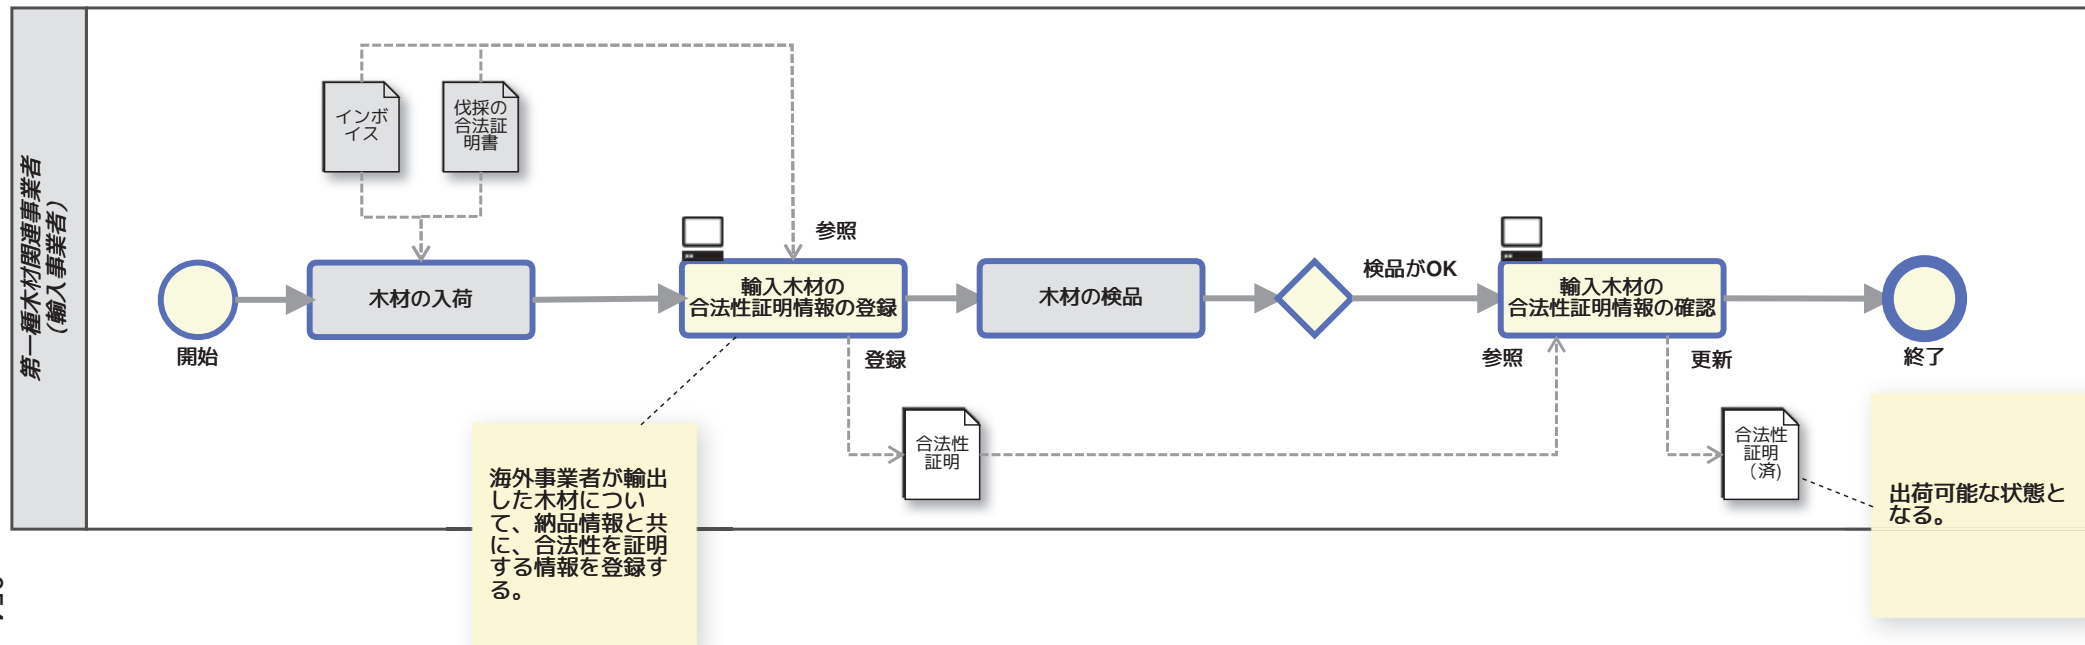 第一種木材関連事業者
（輸入事業者）
インボ
イス
伐採の
合法証
明書
参照
開始
木材の入荷
輸入木材の
合法性証明情報の登録
木材の検品
検品がOK
輸入木材の
合法性証明情報の確認
終了
登録
参照
更新
合法性
証明
合法性
証明
（済）
海外事業者が輸出
した木材につい
て、納品情報と共
に、合法性を証明
する情報を登録す
る。
出荷可能な状態と
なる。